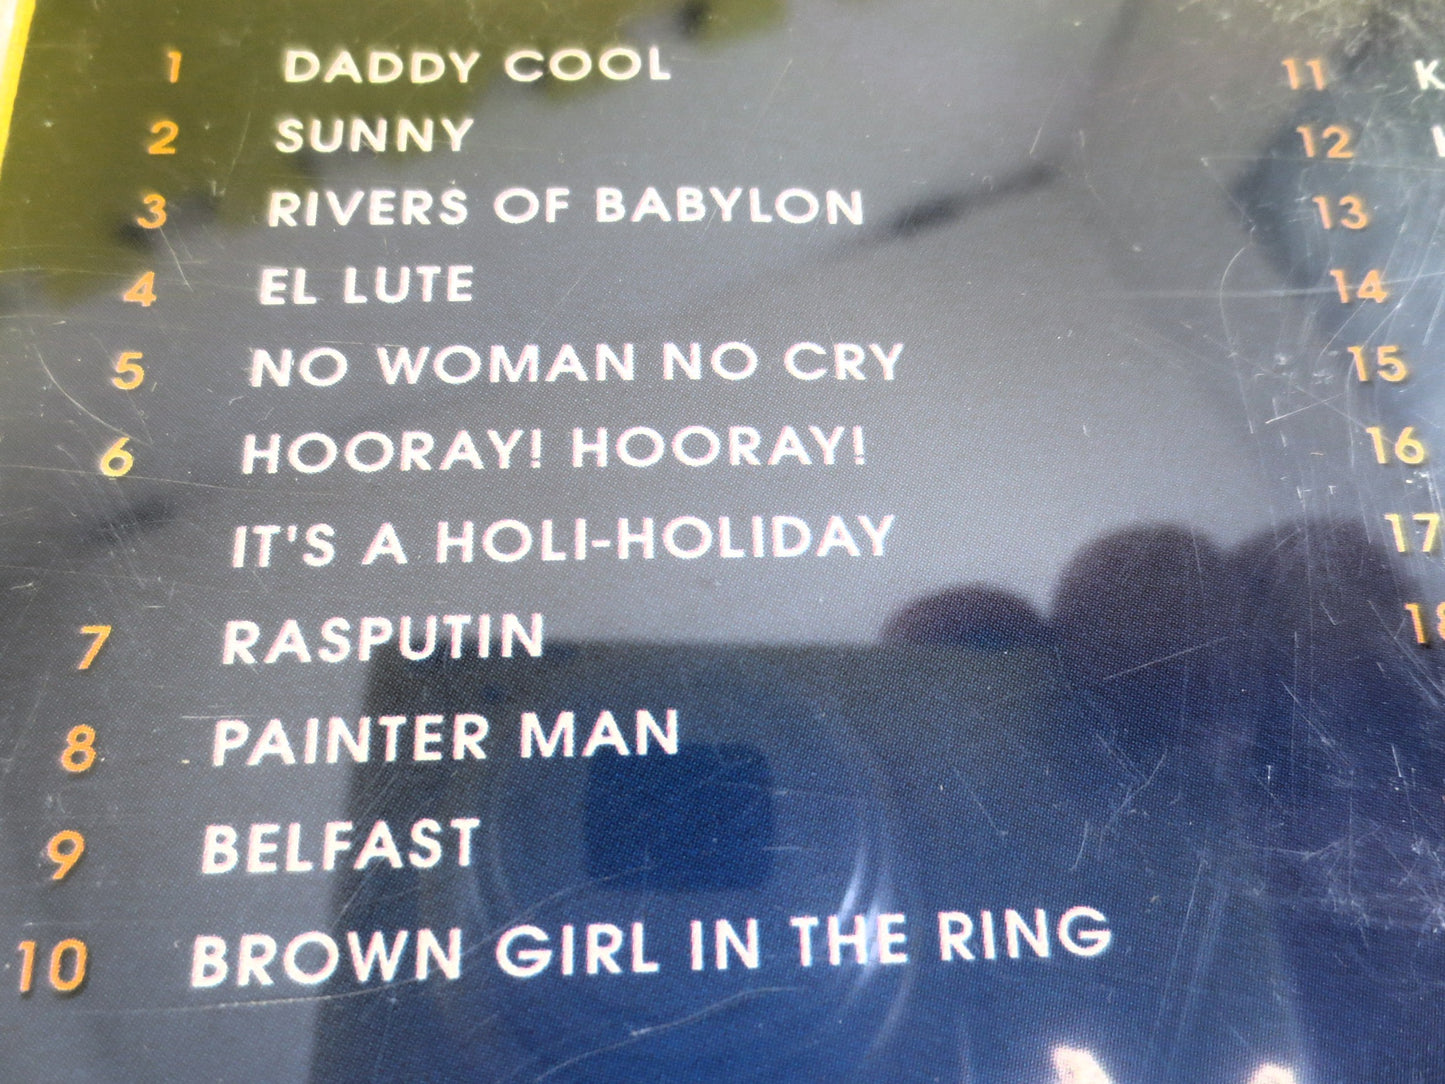 1 DADDY COOL
2 SUNNY
3 RIVERS OF BABYLON
4 EL LUTE
5 NO WOMAN NO CRY
6 HOORAY! HOORAY!
IT'S A HOLI-HOLIDAY
7 RASPUTIN
8 PAINTER MAN
9 BELFAST
10 BROWN GIRL IN THE RING
11 K
12
13
14
15
16
17
18